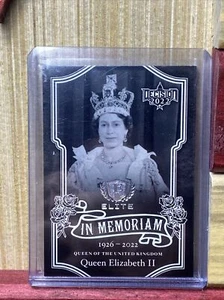 DECISION
2022
ELITE
IN MEMORIAM
1926 – 2022
QUEEN OF THE UNITED KINGDOM
Queen Elizabeth II